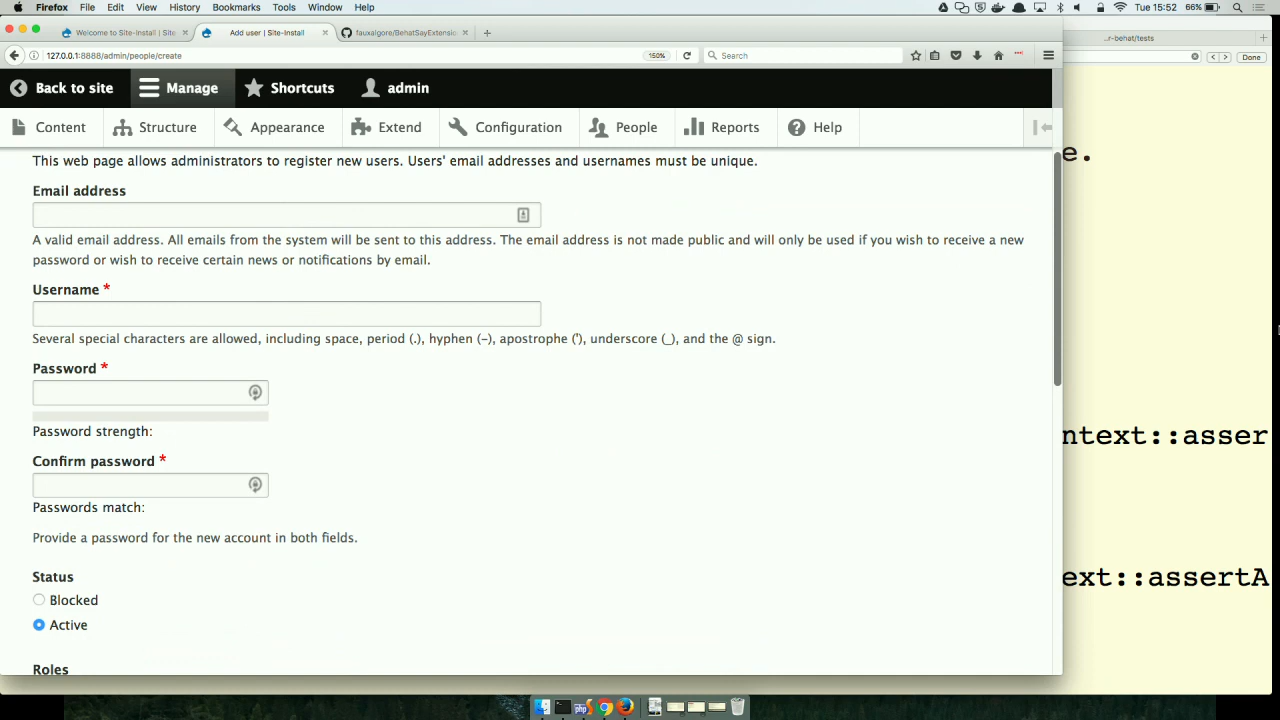 Firefox File Edit View History Bookmarks Tools Window Help Tue 15:52 66%
Welcome to Site-Install | Site- Add user | Site-Install fauxalgore/BehatSayExtension
127.0.0.1:8888/admin/people/create 150% Search
r-behat/tests
Done
Back to site Manage Shortcuts admin
Content Structure Appearance Extend Configuration People Reports Help
This web page allows administrators to register new users. Users' email addresses and usernames must be unique.
e.
Email address
A valid email address. All emails from the system will be sent to this address. The email address is not made public and will only be used if you wish to receive a new
password or wish to receive certain news or notifications by email.
Username *
Several special characters are allowed, including space, period (.), hyphen (-), apostrophe ('), underscore (_), and the @ sign.
Password *
Password strength:
ntext::asser
Confirm password *
Passwords match:
Provide a password for the new account in both fields.
Status
ext::assertA
Blocked
Active
Roles
php